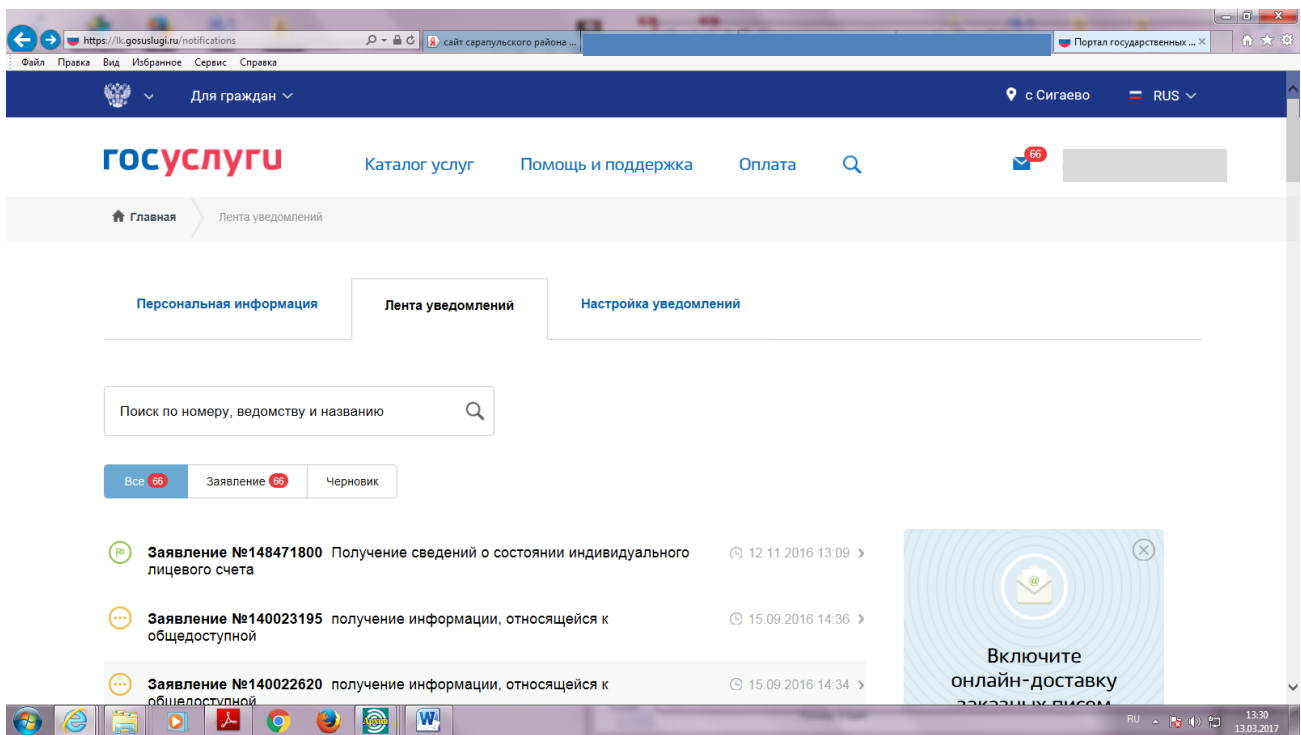 https://lk.gosuslugi.ru/notifications
сайт сарапульского района ...
Портал государственных ...
Файл Правка Вид Избранное Сервис Справка
Для граждан
с Сигаево
RUS
госуслуги
Каталог услуг
Помощь и поддержка
Оплата
66
Главная
Лента уведомлений
Персональная информация
Лента уведомлений
Настройка уведомлений
Поиск по номеру, ведомству и названию
Все 66
Заявление 66
Черновик
Заявление №148471800 Получение сведений о состоянии индивидуального
лицевого счета
12.11.2016 13:09
Заявление №140023195 получение информации, относящейся к
общедоступной
15.09.2016 14:36
Заявление №140022620 получение информации, относящейся к
общедоступной
15.09.2016 14:34
Включите
онлайн-доставку
заказных писем
RU
13:30
13.03.2017